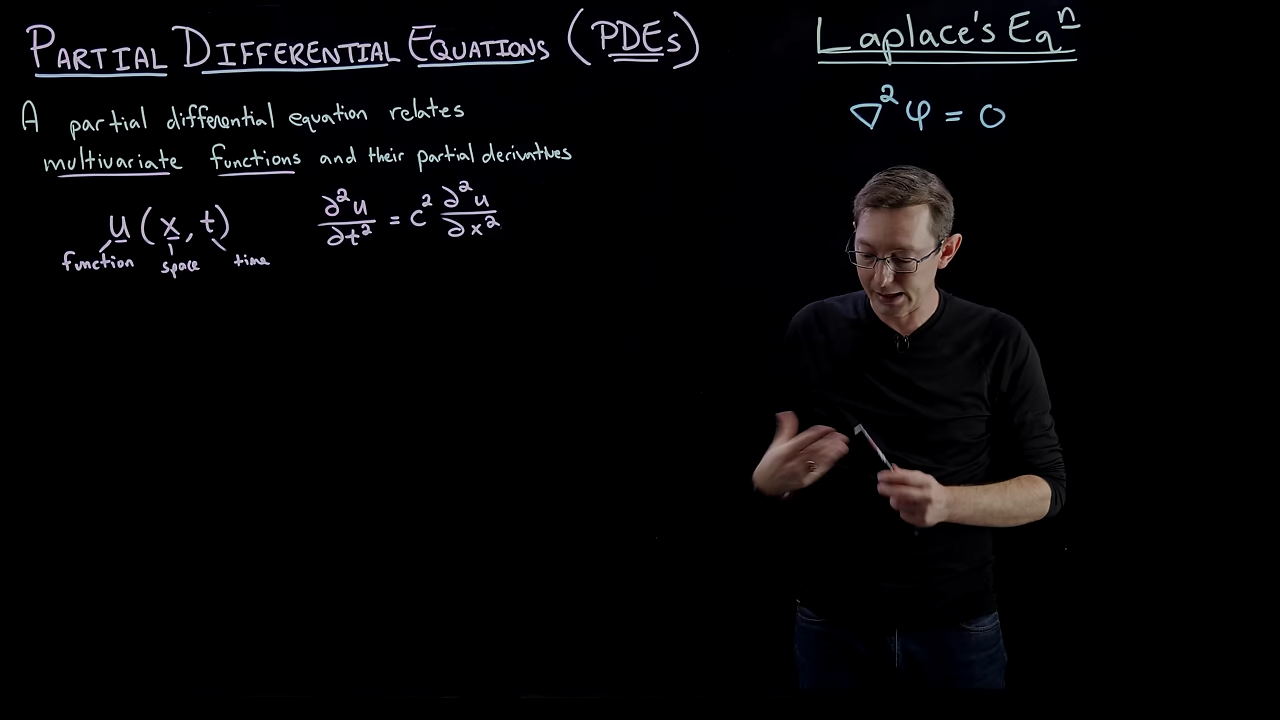 PARTIAL DIFFERENTIAL EQUATIONS (PDEs)
A partial differential equation relates
multivariate functions and their partial derivatives
u(x,t)
function space time
∂²u/∂t² = c² ∂²u/∂x²
Laplace's Eqⁿ
∇²φ = 0